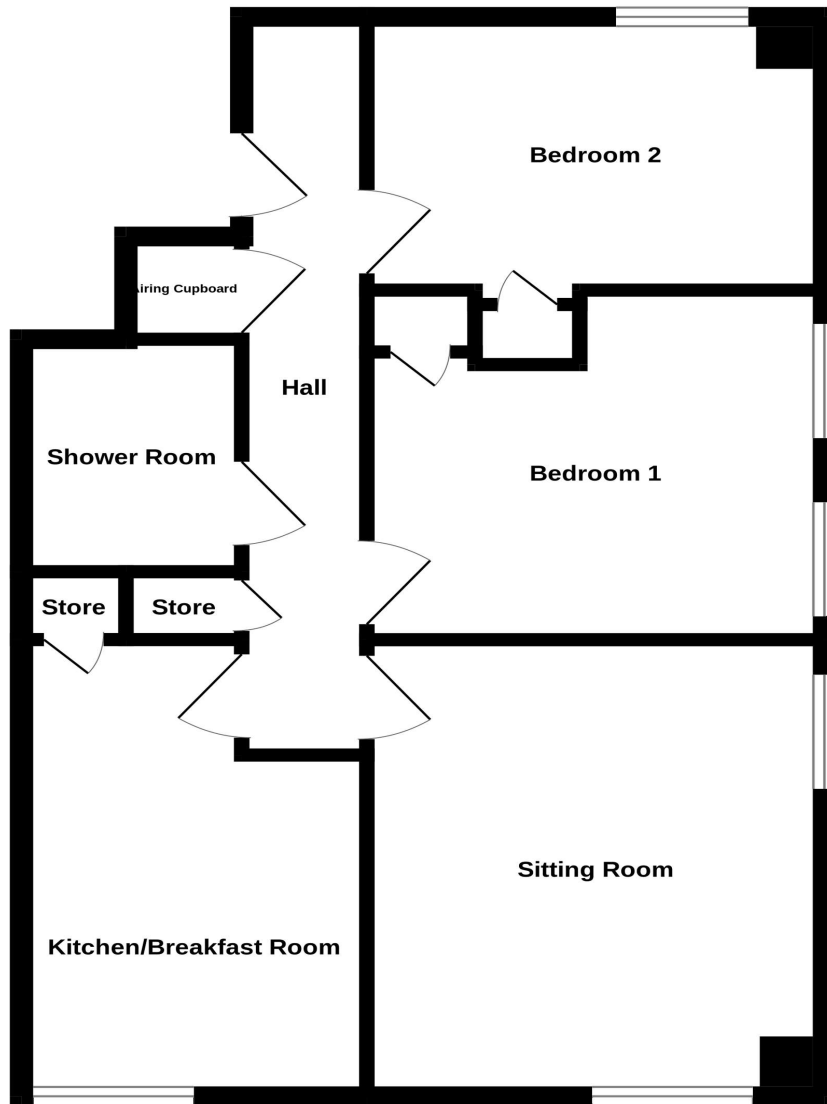 Bedroom 2
Airing Cupboard
Hall
Shower Room
Bedroom 1
Store
Store
Sitting Room
Kitchen/Breakfast Room